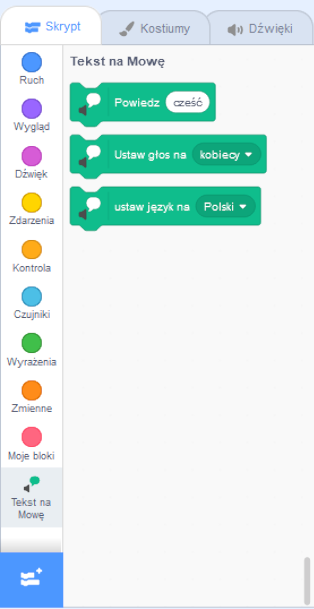 Skrypt
Kostiumy
Dźwięki
Ruch
Wygląd
Dźwięk
Zdarzenia
Kontrola
Czujniki
Wyrażenia
Zmienne
Moje bloki
Tekst na
Mowę
Tekst na Mowę
Powiedz cześć
Ustaw głos na kobiecy
ustaw język na Polski